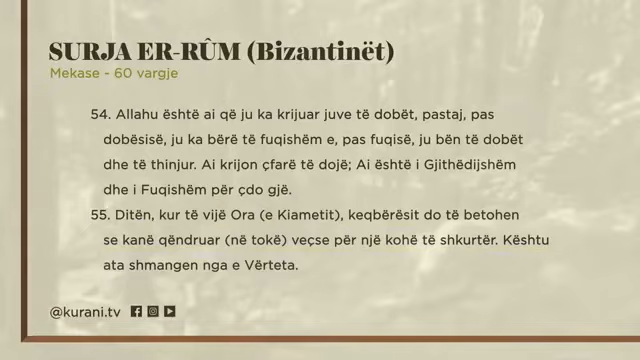 SURJA ER-RÛM (Bizantinët)
Mekase - 60 vargje
54. Allahu është ai që ju ka krijuar juve të dobët, pastaj, pas
dobësisë, ju ka bërë të fuqishëm e, pas fuqisë, ju bën të dobët
dhe të thinjur. Ai krijon çfarë të dojë; Ai është i Gjithëdijshëm
dhe i Fuqishëm për çdo gjë.
55. Ditën, kur të vijë Ora (e Kiametit), keqbërësit do të betohen
se kanë qëndruar (në tokë) veçse për një kohë të shkurtër. Kështu
ata shmangen nga e Vërteta.
@kurani.tv